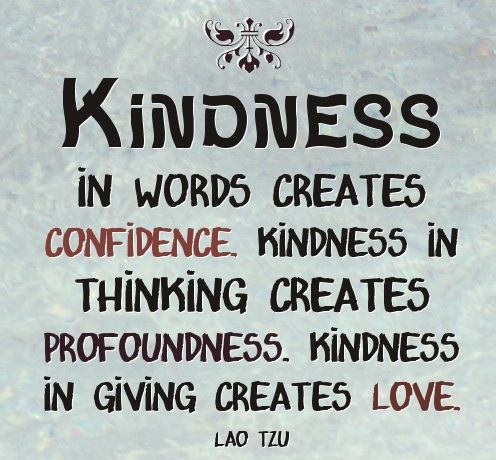 KINDNESS
IN WORDS CREATES
CONFIDENCE. KINDNESS IN
THINKING CREATES
PROFOUNDNESS. KINDNESS
IN GIVING CREATES LOVE.
LAO TZU